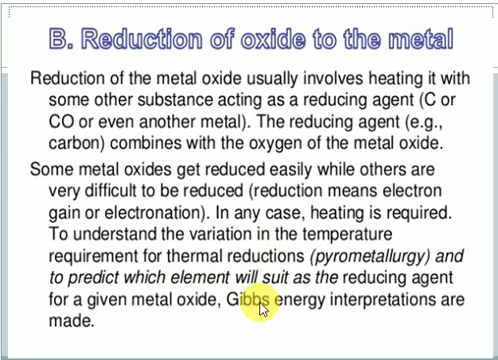 B. Reduction of oxide to the metal
Reduction of the metal oxide usually involves heating it with
some other substance acting as a reducing agent (C or
CO or even another metal). The reducing agent (e.g.,
carbon) combines with the oxygen of the metal oxide.
Some metal oxides get reduced easily while others are
very difficult to be reduced (reduction means electron
gain or electronation). In any case, heating is required.
To understand the variation in the temperature
requirement for thermal reductions (pyrometallurgy) and
to predict which element will suit as the reducing agent
for a given metal oxide, Gibbs energy interpretations are
made.